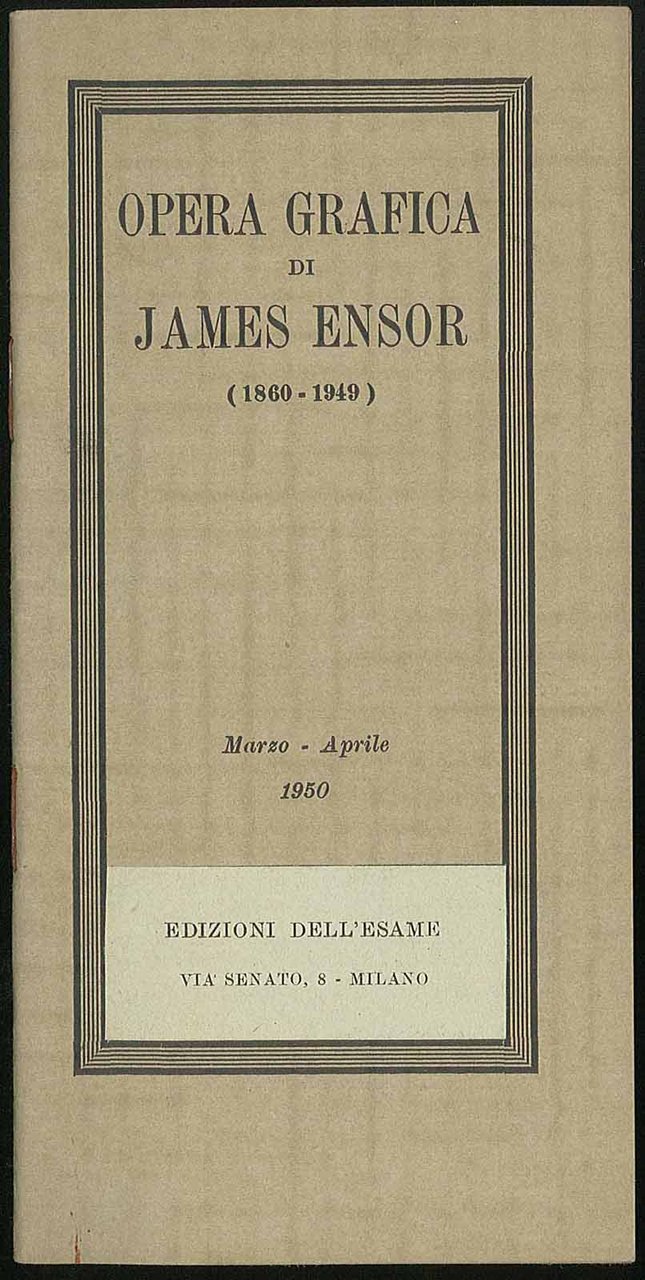 OPERA GRAFICA
DI
JAMES ENSOR
(1860-1949)
Marzo - Aprile
1950
EDIZIONI DELL'ESAME
VIA SENATO, 8 - MILANO